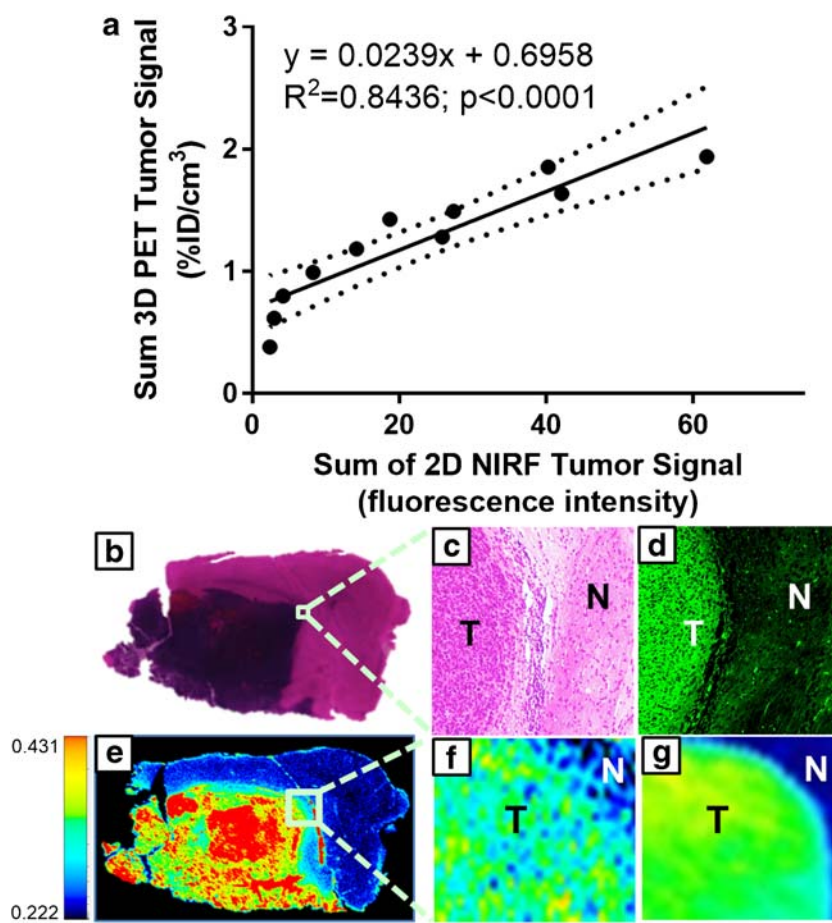 a
y = 0.0239x + 0.6958
R²=0.8436; p<0.0001
Sum 3D PET Tumor Signal
(%ID/cm³)
3
2
1
0
0
20
40
60
Sum of 2D NIRF Tumor Signal
(fluorescence intensity)
b
c
T
N
d
T
N
0.431
0.222
e
f
T
N
g
T
N